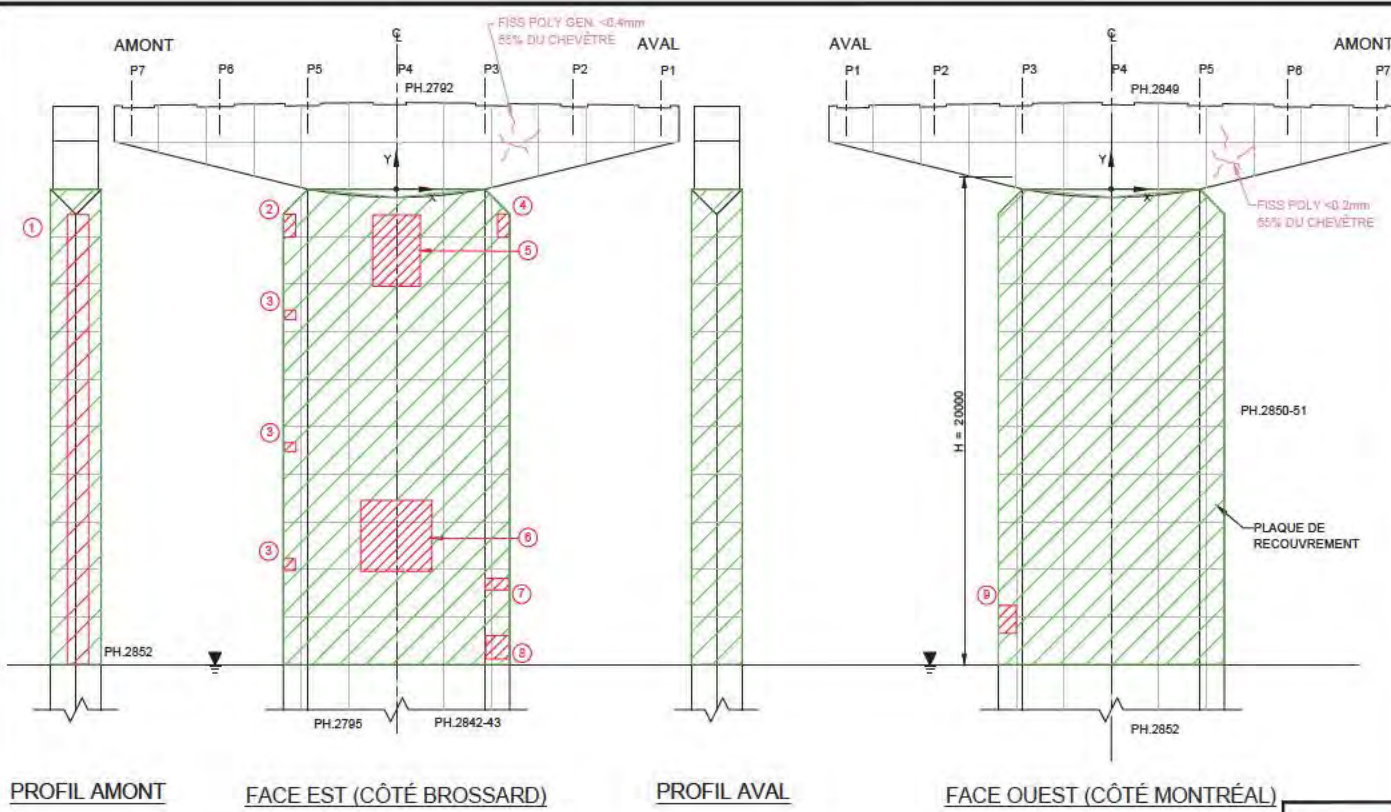 FISS POLY GEN. <0.4mm
55% DU CHEVÊTRE
AMONT
AVAL
P7
P6
P5
P4
P3
P2
P1
PH.2792
Y
X
AVAL
AMONT
P1
P2
P3
P4
P5
P6
P7
PH.2849
Y
X
FISS POLY <0.2mm
55% DU CHEVÊTRE
1
2
4
5
3
3
3
6
7
8
9
H = 20000
PH.2850-51
PLAQUE DE
RECOUVREMENT
PH.2852
PH.2795
PH.2842-43
PH.2852
PROFIL AMONT
FACE EST (CÔTÉ BROSSARD)
PROFIL AVAL
FACE OUEST (CÔTÉ MONTRÉAL)